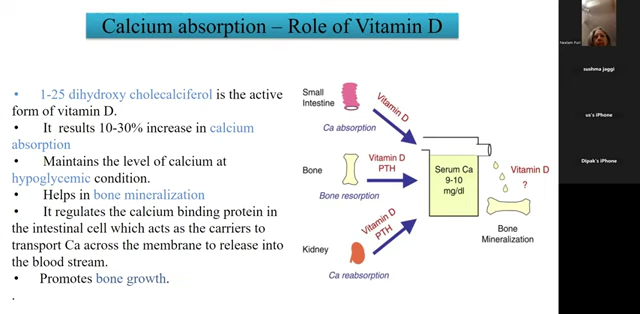 Calcium absorption – Role of Vitamin D
• 1-25 dihydroxy cholecalciferol is the active
form of vitamin D.
• It results 10-30% increase in calcium
absorption
• Maintains the level of calcium at
hypoglycemic condition.
• Helps in bone mineralization
• It regulates the calcium binding protein in
the intestinal cell which acts as the carriers to
transport Ca across the membrane to release into
the blood stream.
• Promotes bone growth.
.
Small
Intestine
Vitamin D
Ca absorption
Bone
Vitamin D
PTH
Bone resorption
Kidney
Vitamin D
PTH
Ca reabsorption
Serum Ca
9-10
mg/dl
Vitamin D
?
Bone
Mineralization
sushma jaggi
us's iPhone
Dipak's iPhone